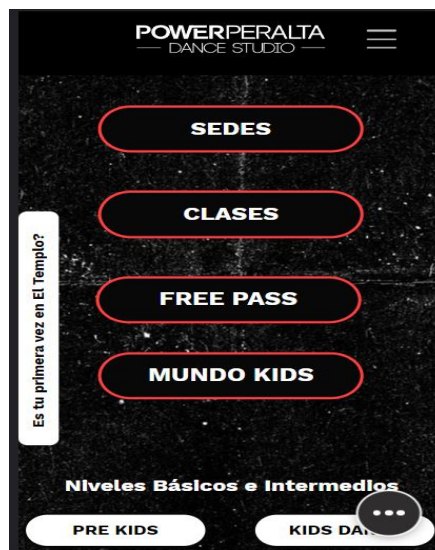 POWERPERALTA
DANCE STUDIO
SEDES
CLASES
FREE PASS
MUNDO KIDS
Es tu primera vez en El Templo?
Niveles Básicos e Intermedios
PRE KIDS
KIDS